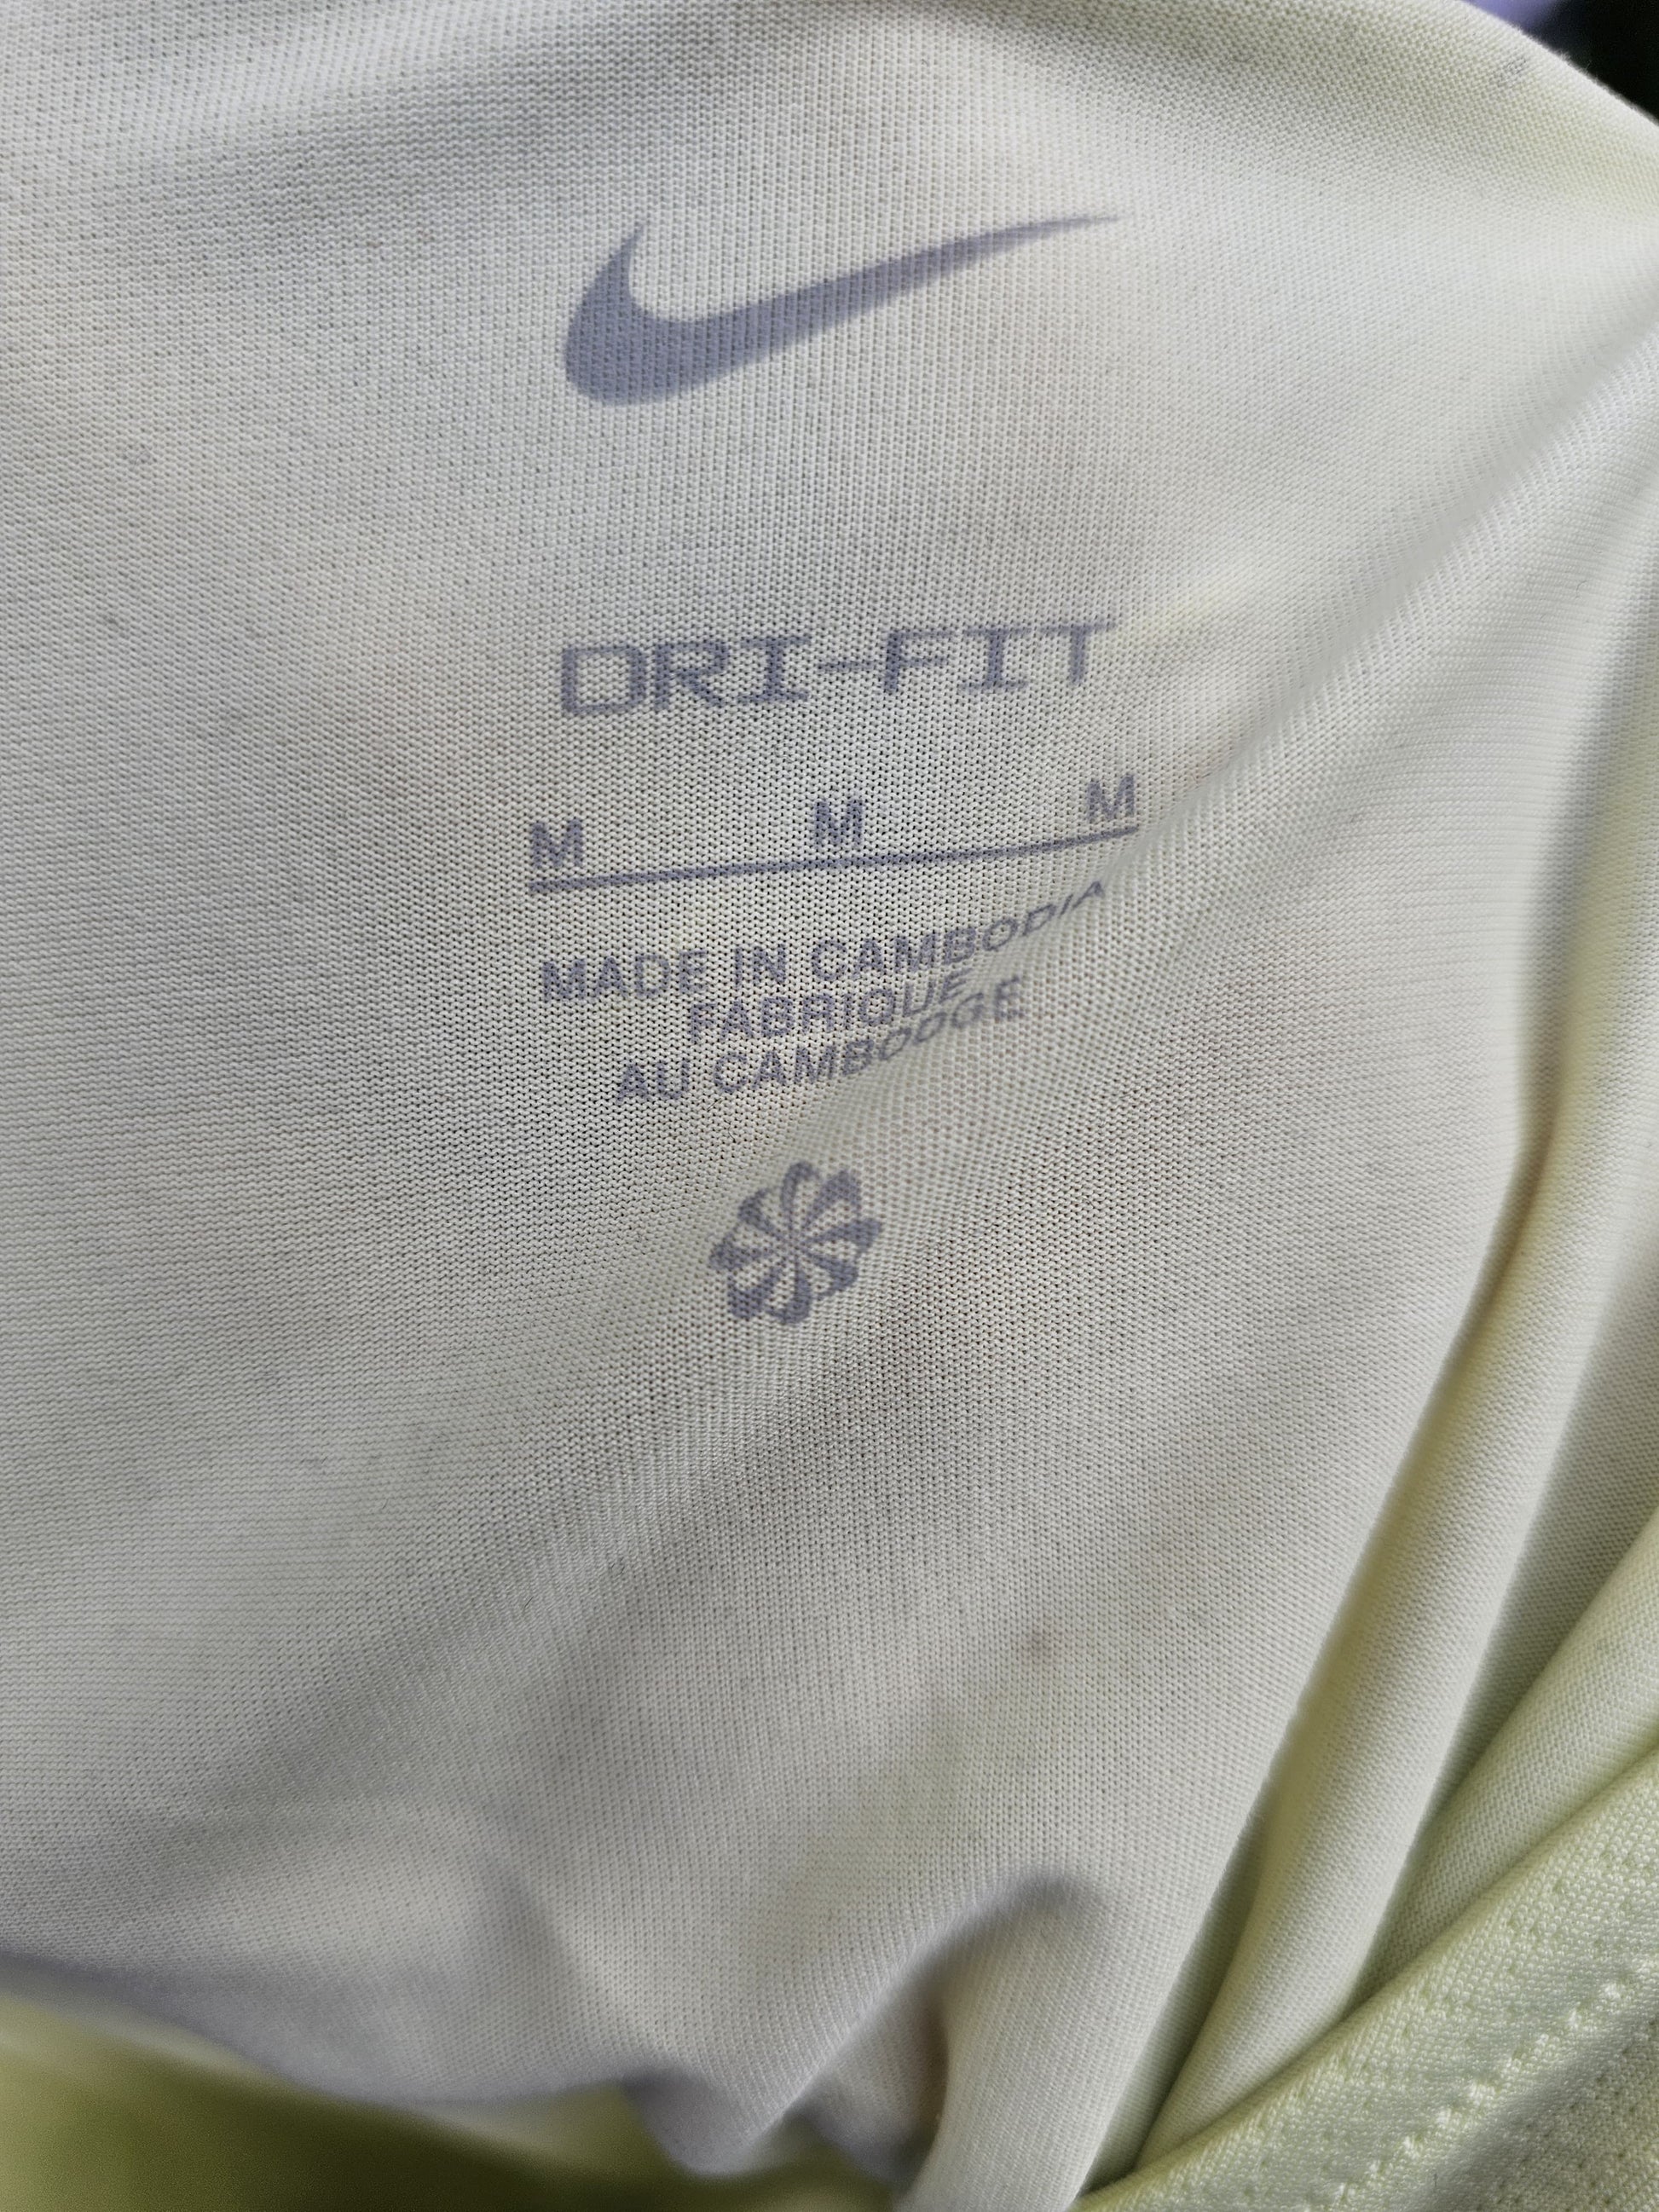 DRI-FIT
M M M
MADE IN CAMBODIA
FABRIQUE
AU CAMBODGE